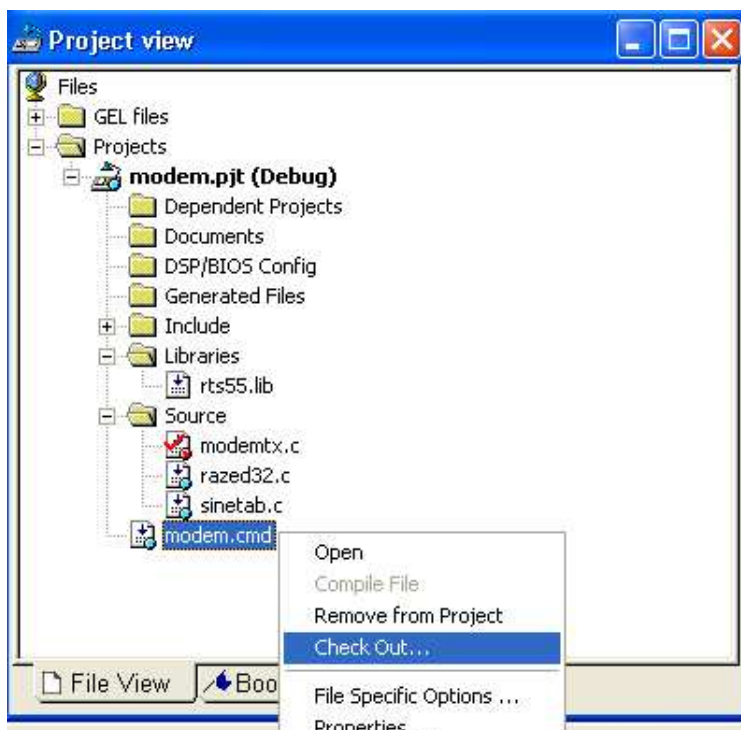 Project view
Files
GEL files
Projects
modem.pjt (Debug)
Dependent Projects
Documents
DSP/BIOS Config
Generated Files
Include
Libraries
rts55.lib
Source
modemtx.c
razed32.c
sinetab.c
modem.cmd
Open
Compile File
Remove from Project
Check Out...
File Specific Options ...
Properties ...
File View
Boo